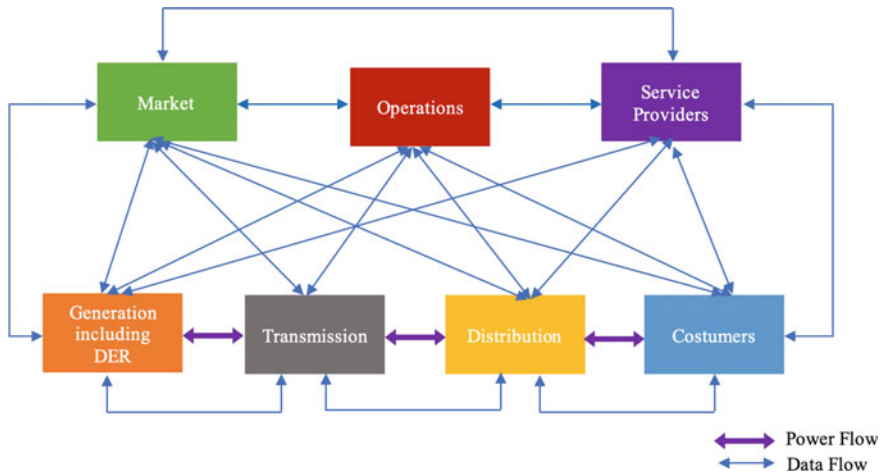 Market
Operations
Service
Providers
Generation
including
DER
Transmission
Distribution
Costumers
Power Flow
Data Flow